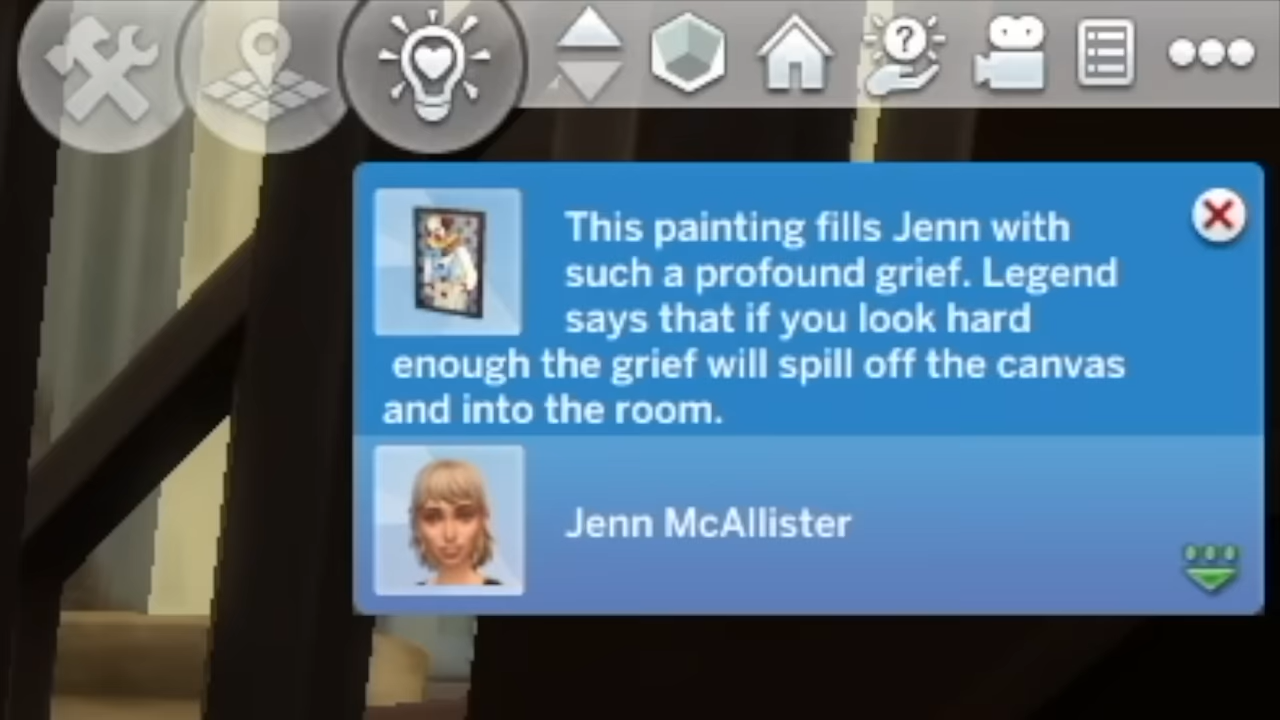 This painting fills Jenn with
such a profound grief. Legend
says that if you look hard
enough the grief will spill off the canvas
and into the room.
Jenn McAllister